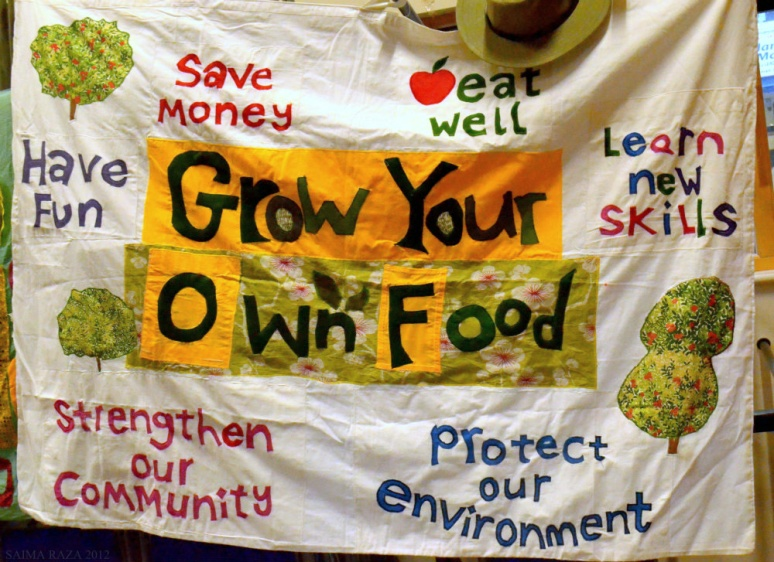 Save
Money
eat
well
Have
Fun
Learn
new
SKills
Grow Your
Own Food
Strengthen
our
Community
Protect
our
environment
SAIMA RAZA 2012